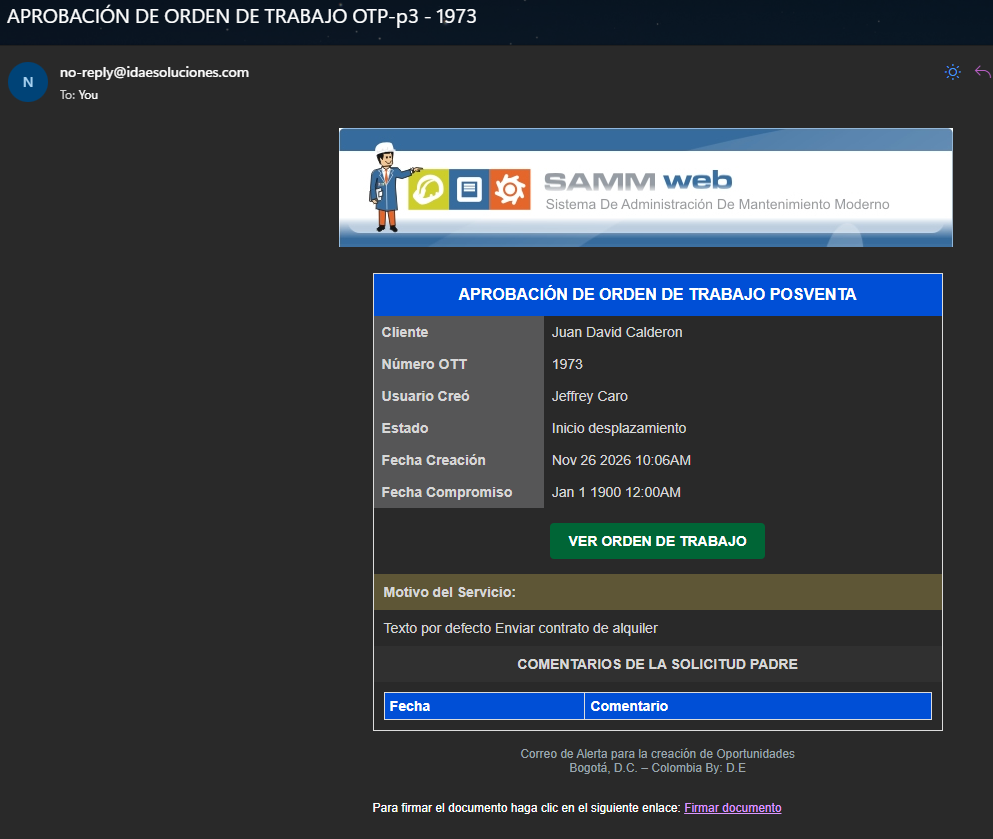 APROBACIÓN DE ORDEN DE TRABAJO OTP-p3 - 1973
N
no-reply@idaesoluciones.com
To: You
SAMM web
Sistema De Administración De Mantenimiento Moderno
APROBACIÓN DE ORDEN DE TRABAJO POSVENTA
Cliente Juan David Calderon
Número OTT 1973
Usuario Creó Jeffrey Caro
Estado Inicio desplazamiento
Fecha Creación Nov 26 2026 10:06AM
Fecha Compromiso Jan 1 1900 12:00AM
VER ORDEN DE TRABAJO
Motivo del Servicio:
Texto por defecto Enviar contrato de alquiler
COMENTARIOS DE LA SOLICITUD PADRE
Fecha Comentario
Correo de Alerta para la creación de Oportunidades
Bogotá, D.C. – Colombia By: D.E
Para firmar el documento haga clic en el siguiente enlace: Firmar documento